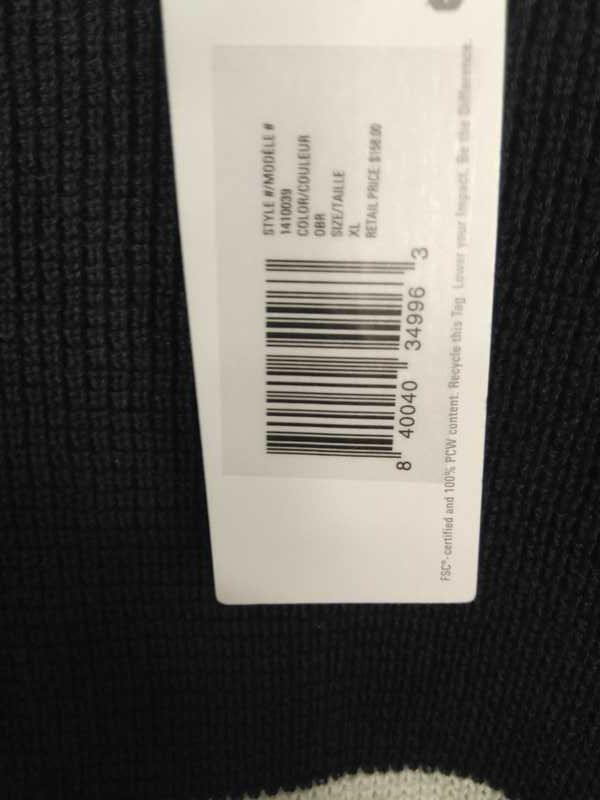 STYLE #/MODÈLE #
1410039
COLOR/COULEUR
OBR
SIZE/TAILLE
XL
RETAIL PRICE $158.00
8 40040 34996 3
FSC®-certified and 100% PCW content. Recycle this Tag. Lower your Impact. Be the Difference.